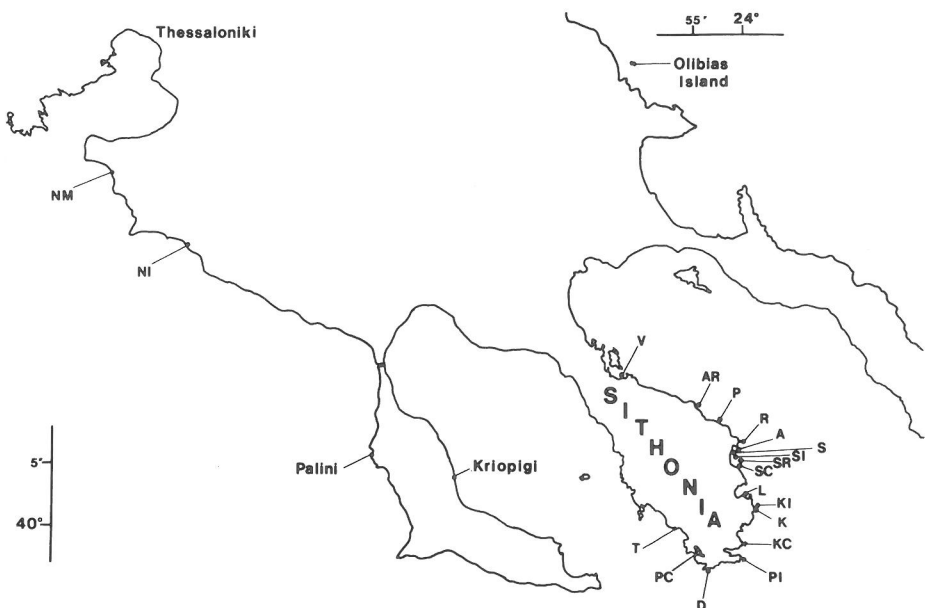 Thessaloniki
55′ 24°
Olibias
Island
NM
NI
V
AR
P
R
A
S
SI
SR
SC
L
KI
K
KC
PI
D
PC
T
SITHONIA
Palini
Kriopigi
5′
40°